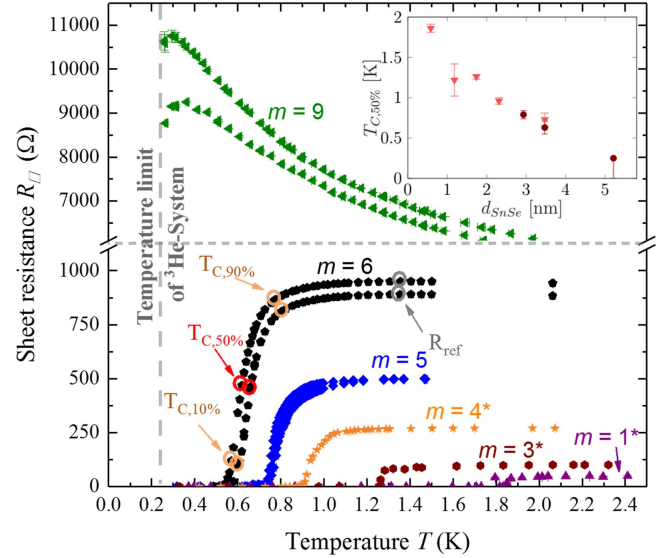 11000
10000
9000
8000
7000
1000
750
500
250
0
Sheet resistance R□ (Ω)
0.0 0.2 0.4 0.6 0.8 1.0 1.2 1.4 1.6 1.8 2.0 2.2 2.4
Temperature T (K)
Temperature limit
of ³He-System
m = 9
T_C,90%
m = 6
T_C,50%
R_ref
m = 5
T_C,10%
m = 4*
m = 3*
m = 1*
2
1.5
1
0.5
0
T_C,50% [K]
0 1 2 3 4 5
d_SnSe [nm]